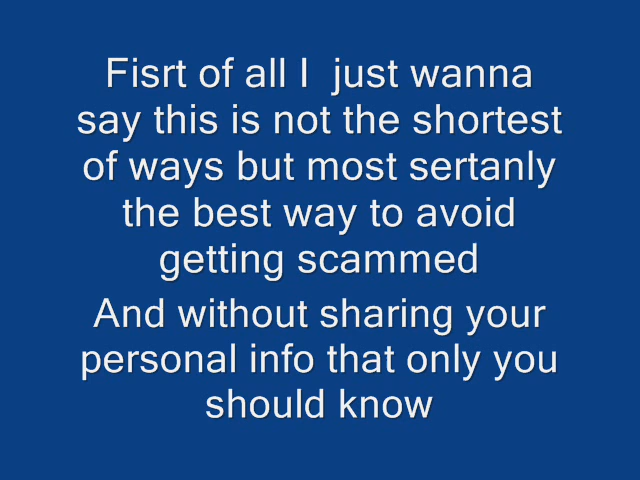 Fisrt of all I  just wanna
say this is not the shortest
of ways but most sertanly
the best way to avoid
getting scammed
And without sharing your
personal info that only you
should know